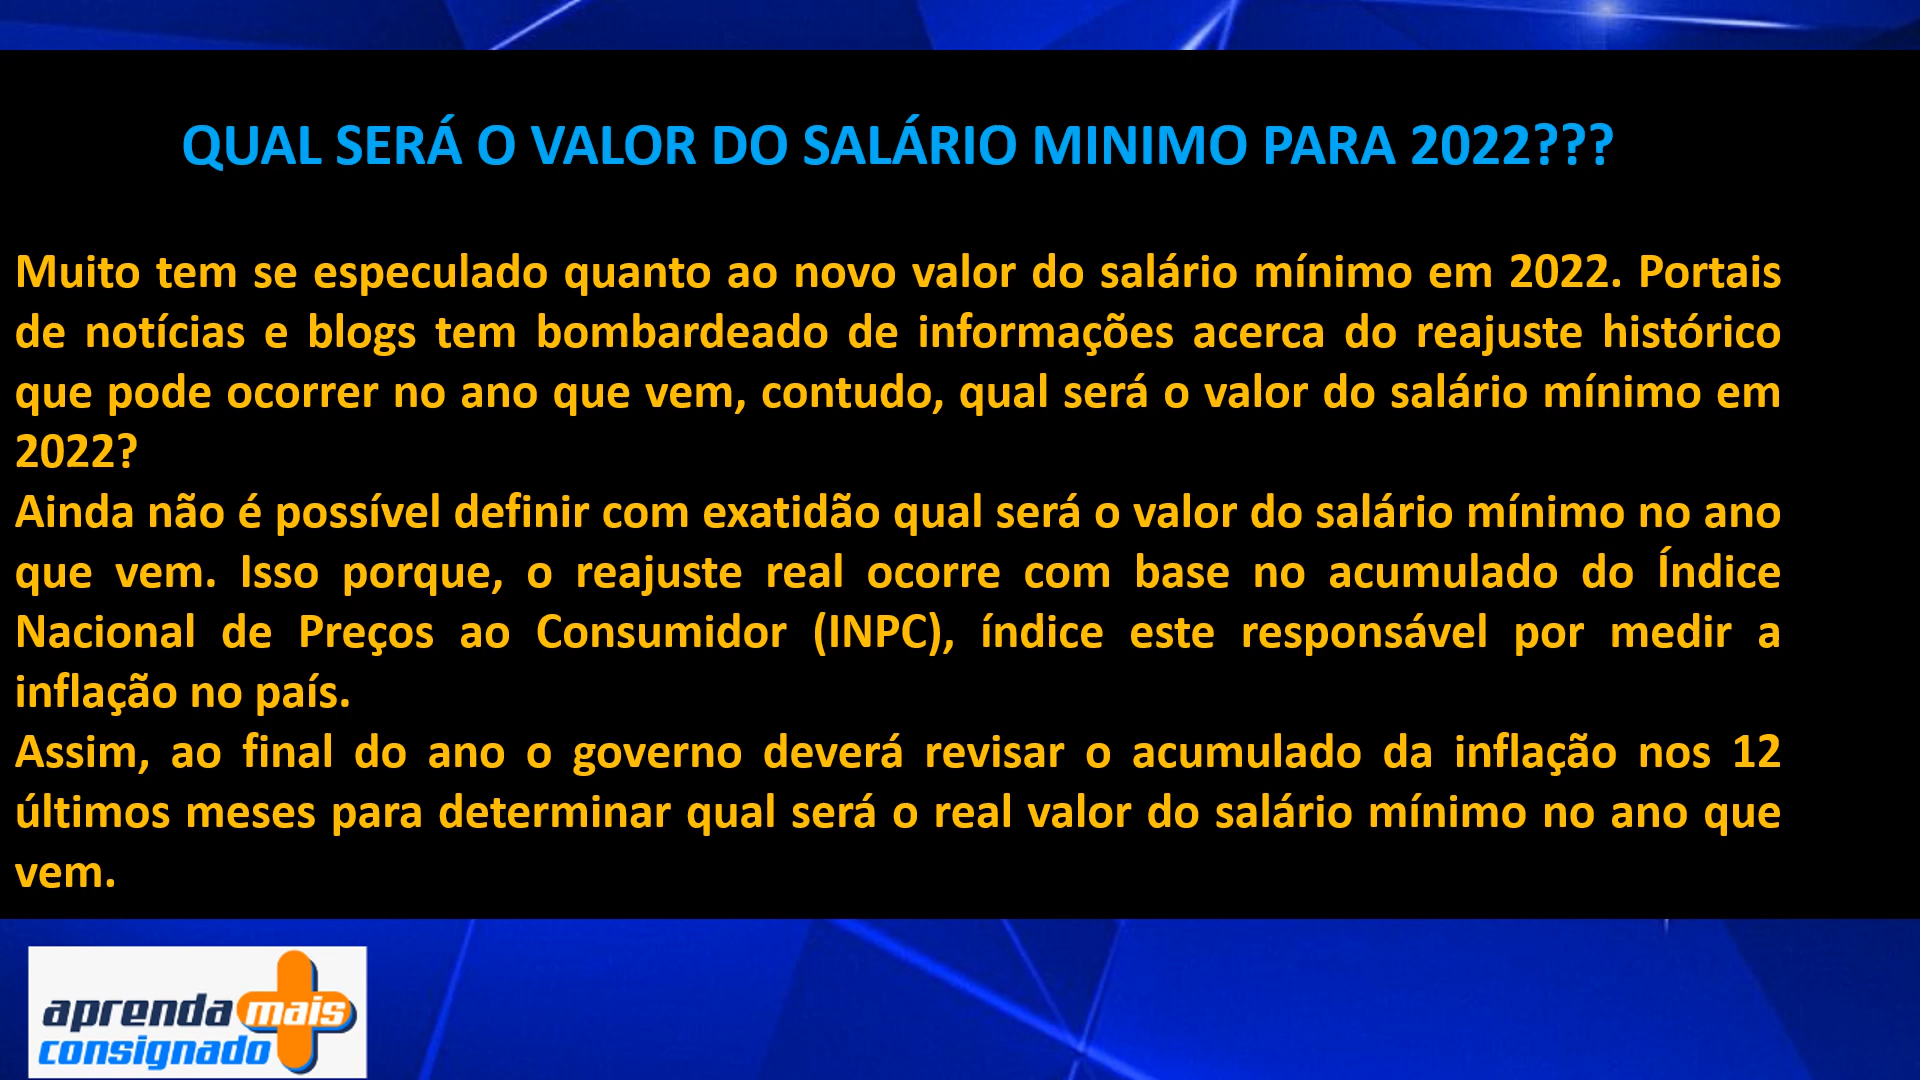 QUAL SERÁ O VALOR DO SALÁRIO MINIMO PARA 2022???
Muito tem se especulado quanto ao novo valor do salário mínimo em 2022. Portais
de notícias e blogs tem bombardeado de informações acerca do reajuste histórico
que pode ocorrer no ano que vem, contudo, qual será o valor do salário mínimo em
2022?
Ainda não é possível definir com exatidão qual será o valor do salário mínimo no ano
que vem. Isso porque, o reajuste real ocorre com base no acumulado do Índice
Nacional de Preços ao Consumidor (INPC), índice este responsável por medir a
inflação no país.
Assim, ao final do ano o governo deverá revisar o acumulado da inflação nos 12
últimos meses para determinar qual será o real valor do salário mínimo no ano que
vem.
aprenda mais
consignado